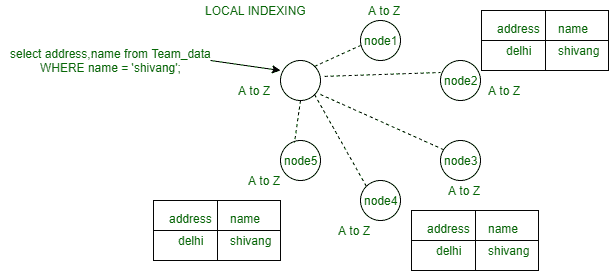 LOCAL INDEXING
A to Z
node1
address name
delhi shivang
select address,name from Team_data
WHERE name = 'shivang';
A to Z
node2
A to Z
node5
node3
A to Z
A to Z
node4
A to Z
address name
delhi shivang
address name
delhi shivang